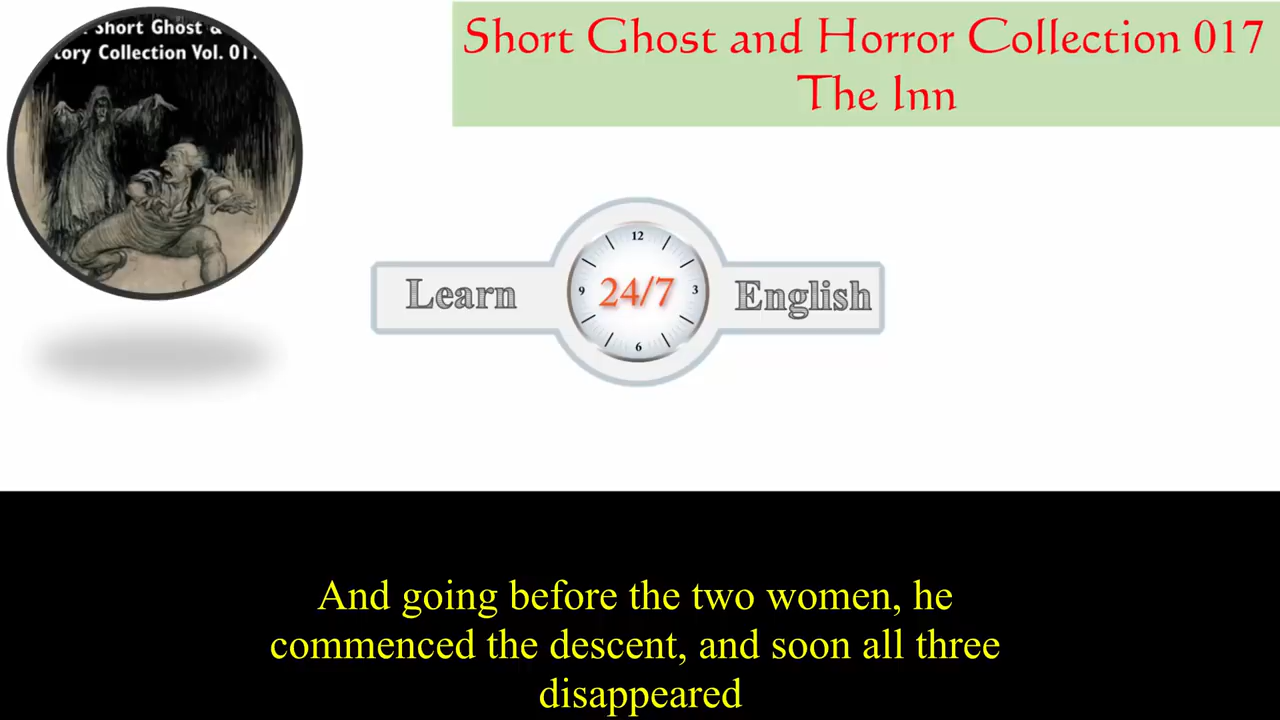 Short Ghost &
tory Collection Vol. 01
Short Ghost and Horror Collection 017
The Inn
Learn
24/7
English
12
9
3
6
And going before the two women, he
commenced the descent, and soon all three
disappeared